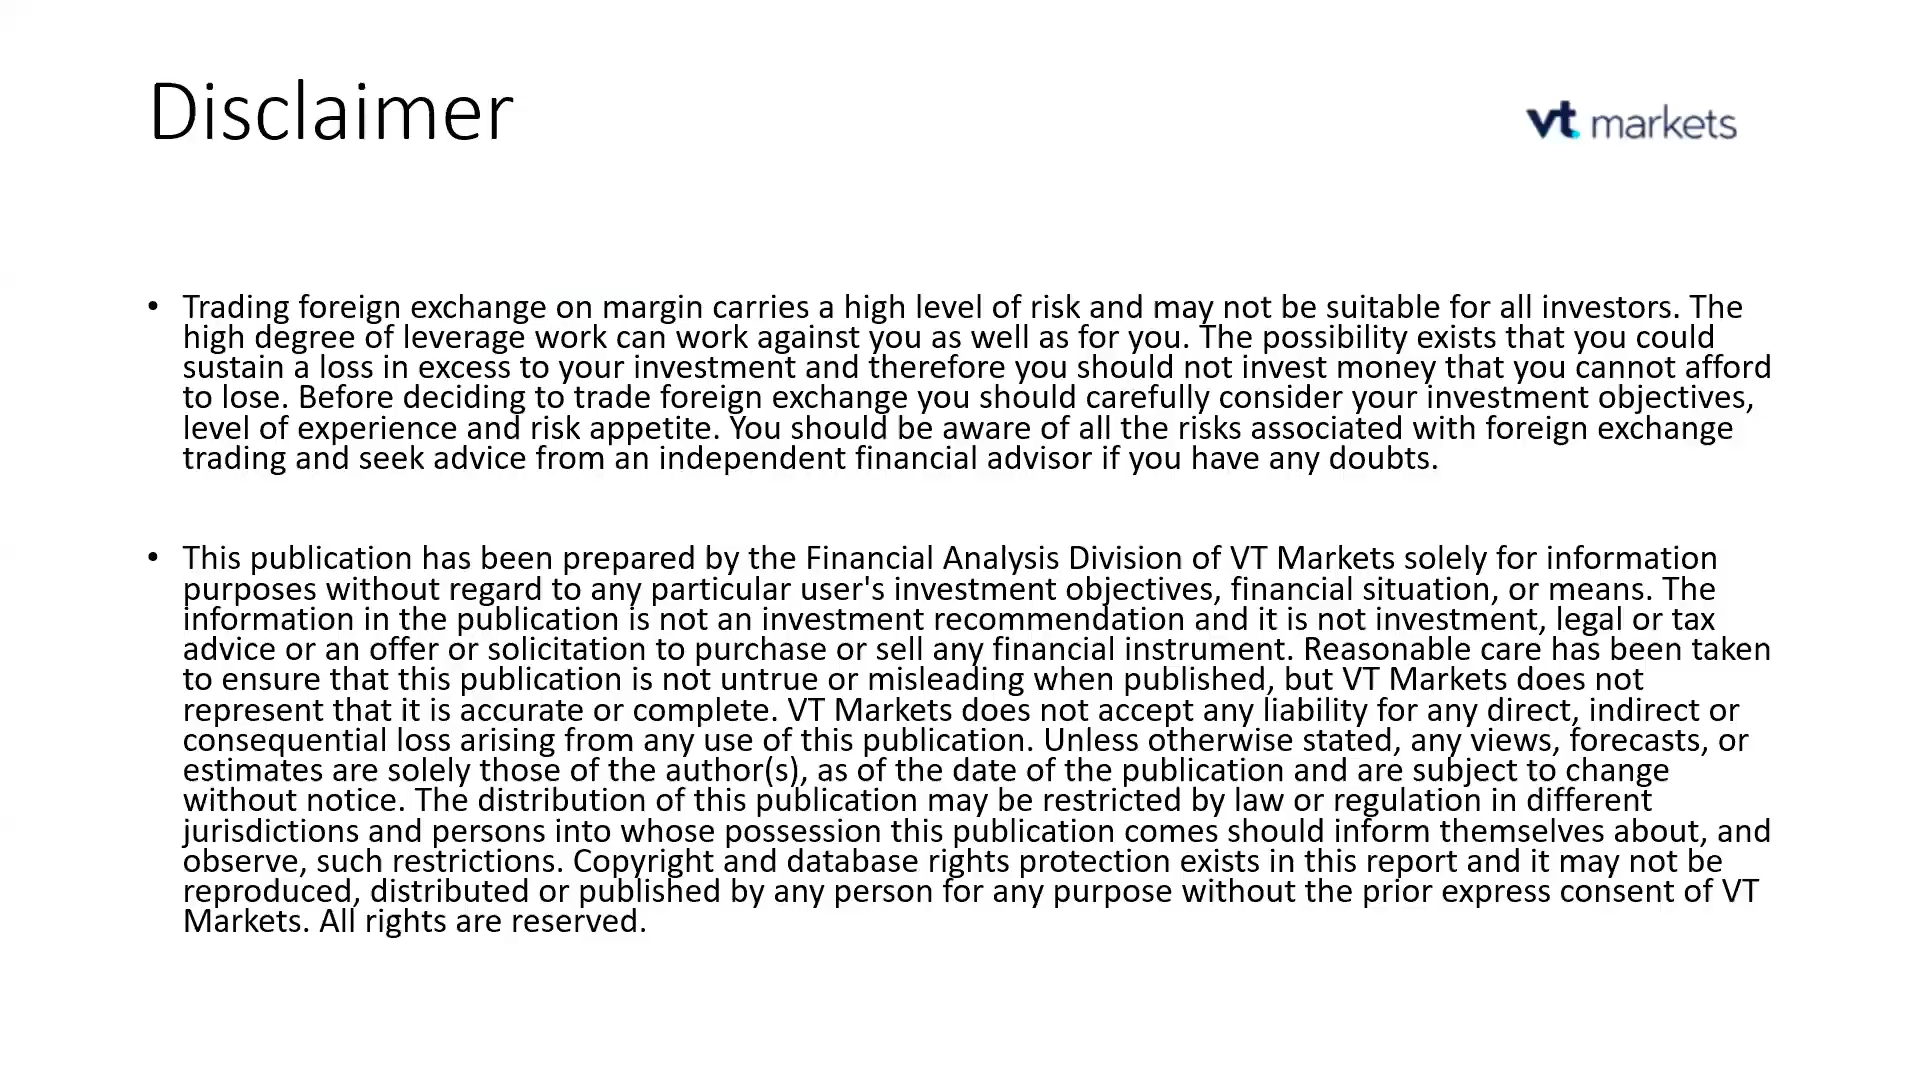 Disclaimer
vt markets
• Trading foreign exchange on margin carries a high level of risk and may not be suitable for all investors. The
high degree of leverage work can work against you as well as for you. The possibility exists that you could
sustain a loss in excess to your investment and therefore you should not invest money that you cannot afford
to lose. Before deciding to trade foreign exchange you should carefully consider your investment objectives,
level of experience and risk appetite. You should be aware of all the risks associated with foreign exchange
trading and seek advice from an independent financial advisor if you have any doubts.
• This publication has been prepared by the Financial Analysis Division of VT Markets solely for information
purposes without regard to any particular user's investment objectives, financial situation, or means. The
information in the publication is not an investment recommendation and it is not investment, legal or tax
advice or an offer or solicitation to purchase or sell any financial instrument. Reasonable care has been taken
to ensure that this publication is not untrue or misleading when published, but VT Markets does not
represent that it is accurate or complete. VT Markets does not accept any liability for any direct, indirect or
consequential loss arising from any use of this publication. Unless otherwise stated, any views, forecasts, or
estimates are solely those of the author(s), as of the date of the publication and are subject to change
without notice. The distribution of this publication may be restricted by law or regulation in different
jurisdictions and persons into whose possession this publication comes should inform themselves about, and
observe, such restrictions. Copyright and database rights protection exists in this report and it may not be
reproduced, distributed or published by any person for any purpose without the prior express consent of VT
Markets. All rights are reserved.